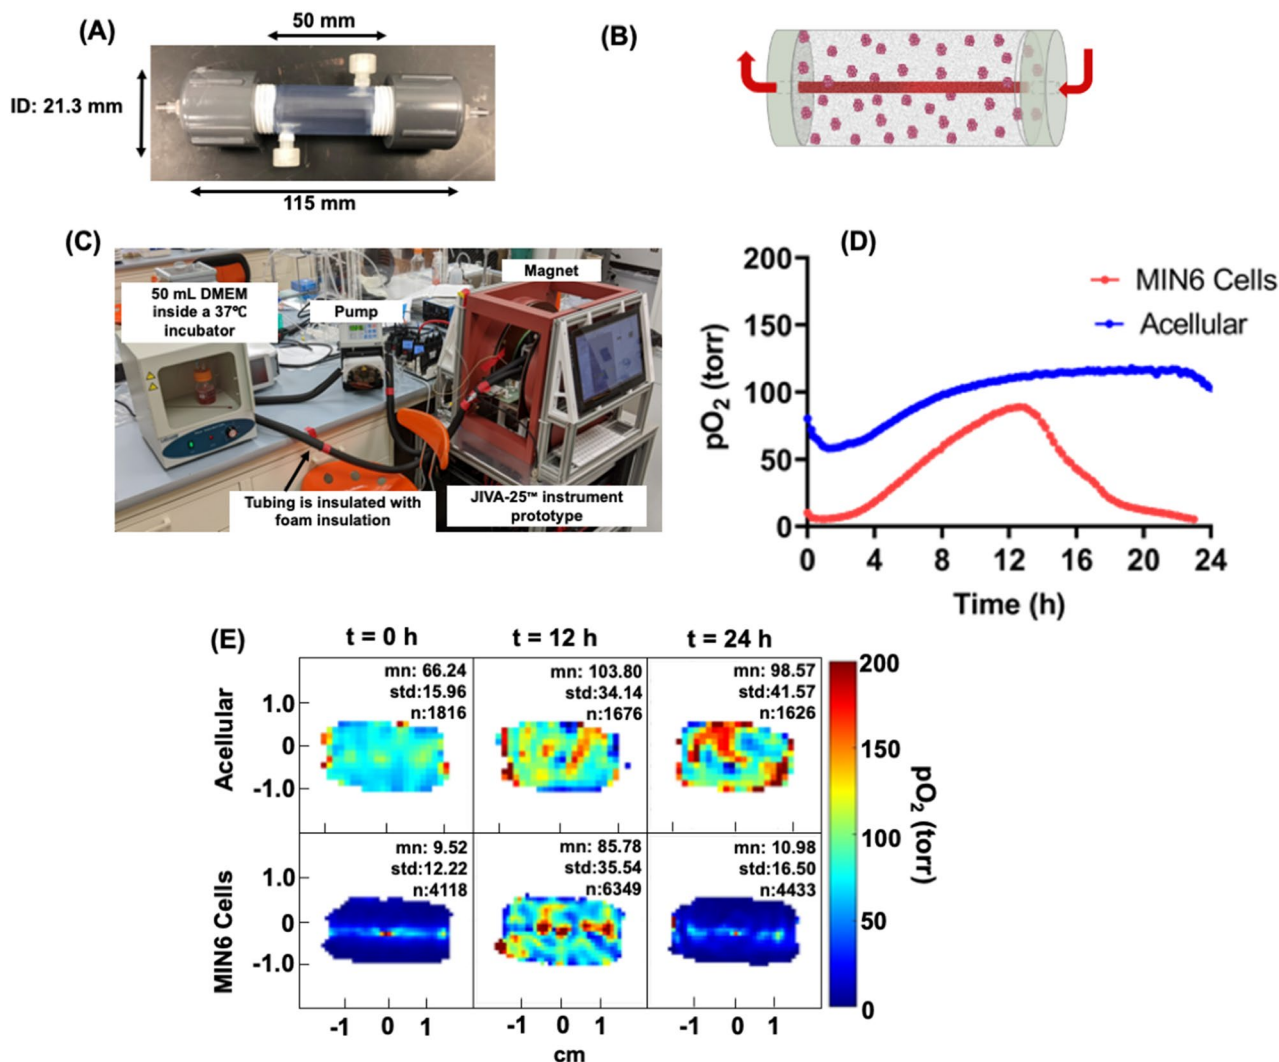 (A)
50 mm
ID: 21.3 mm
115 mm
(B)
(C)
50 mL DMEM
inside a 37℃
incubator
Pump
Magnet
Tubing is insulated with
foam insulation
JIVA-25™ instrument
prototype
(D)
200
150
100
50
0
pO2 (torr)
MIN6 Cells
Acellular
0 4 8 12 16 20 24
Time (h)
(E)
t = 0 h t = 12 h t = 24 h
Acellular
1.0
0
-1.0
mn: 66.24
std:15.96
n:1816
mn: 103.80
std:34.14
n:1676
mn: 98.57
std:41.57
n:1626
MIN6 Cells
1.0
0
-1.0
mn: 9.52
std:12.22
n:4118
mn: 85.78
std:35.54
n:6349
mn: 10.98
std:16.50
n:4433
-1 0 1 -1 0 1 -1 0 1
cm
200
150
100
50
0
pO2 (torr)